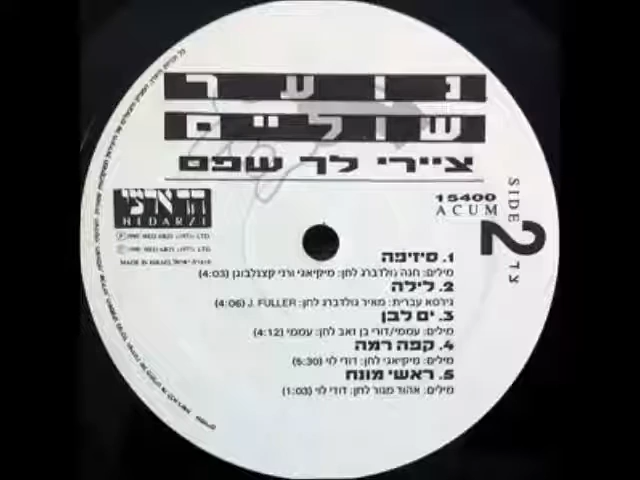 נוער
שוליים
ציירי לך שפם
הד ארצי
HED ARZI
15400
ACUM
SIDE
2
צד
MADE IN ISRAEL
1. סיזיפה
מילים: חגה גולדברג לחן: מיקיאגי ורני קצנלבוגן (4:03)
2. לילה
גירסא עברית: מאיר גולדברג לחן: J. FULLER (4:06)
3. ים לבן
מילים: עממי/דורי בן זאב לחן: עממי (4:12)
4. קפה רמה
מילים: מיקיאגי לחן: דודי לוי (5:30)
5. ראשי מונח
מילים: אהוד מנור לחן: דודי לוי (1:03)